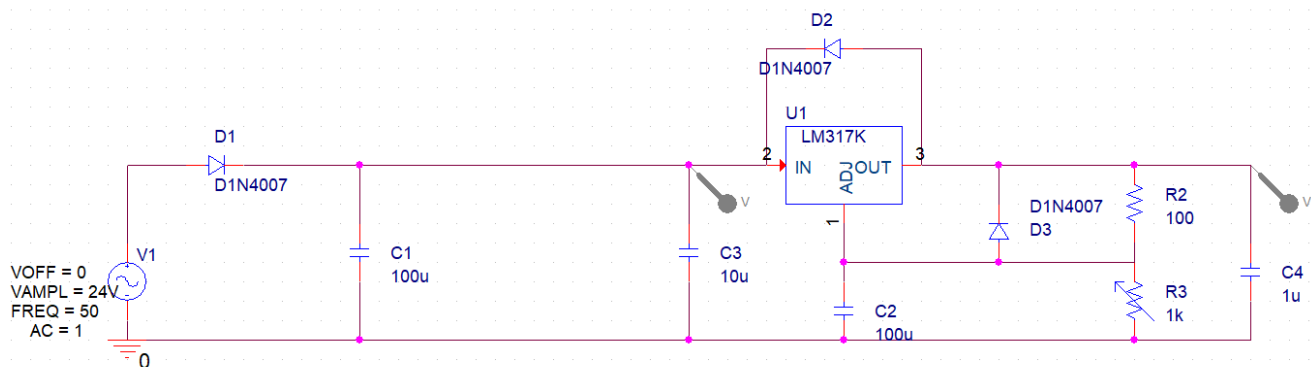 D2
D1N4007
U1
LM317K
D1
D1N4007
2
IN
ADJ
OUT
3
V
V
1
D1N4007
D3
R2
100
V1
VOFF = 0
VAMPL = 24V
FREQ = 50
AC = 1
C1
100u
C3
10u
C2
100u
R3
1k
C4
1u
0